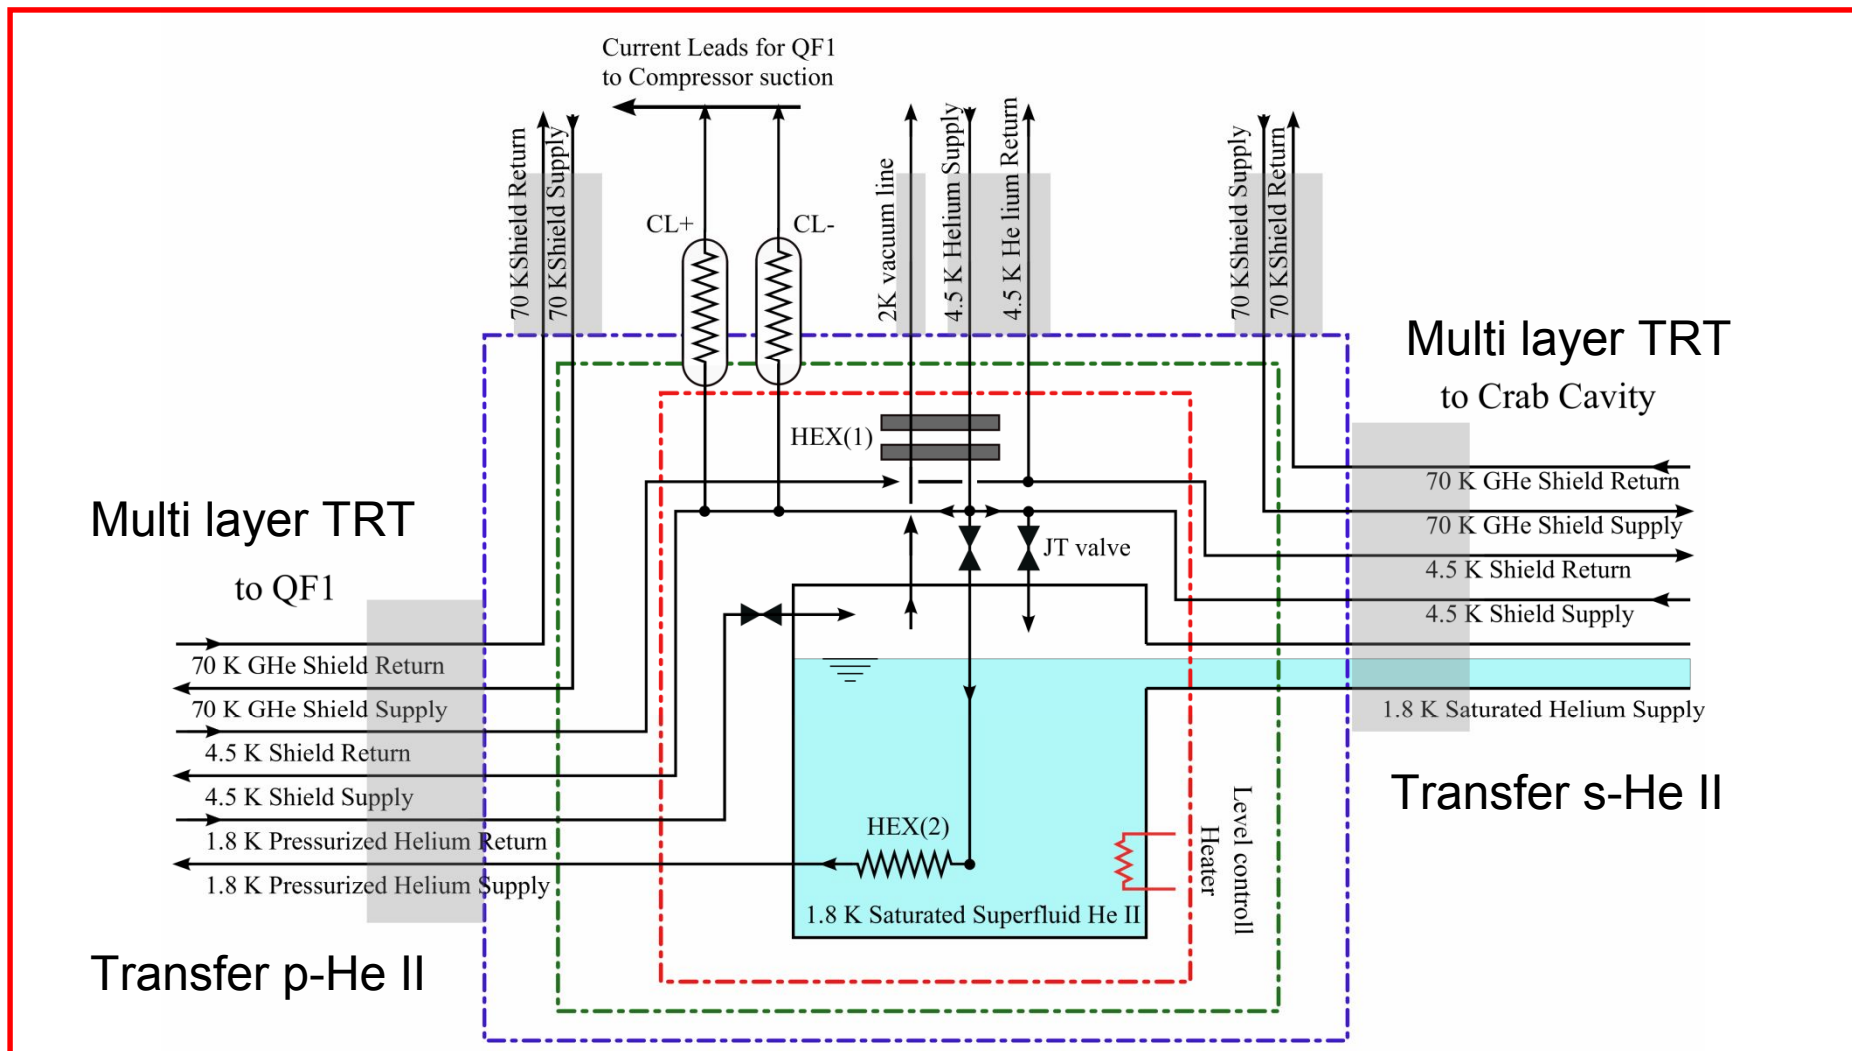 Current Leads for QF1
to Compressor suction
70 KShield Return
70 KShield Supply
CL+
CL-
2K vacuum line
4.5 K Helium Supply
4.5 K He lium Return
70 KShield Supply
70 KShield Return
Multi layer TRT
to Crab Cavity
HEX(1)
70 K GHe Shield Return
70 K GHe Shield Supply
JT valve
4.5 K Shield Return
4.5 K Shield Supply
1.8 K Saturated Helium Supply
Transfer s-He II
Multi layer TRT
to QF1
70 K GHe Shield Return
70 K GHe Shield Supply
4.5 K Shield Return
4.5 K Shield Supply
1.8 K Pressurized Helium Return
1.8 K Pressurized Helium Supply
Transfer p-He II
HEX(2)
1.8 K Saturated Superfluid He II
Level controll
Heater